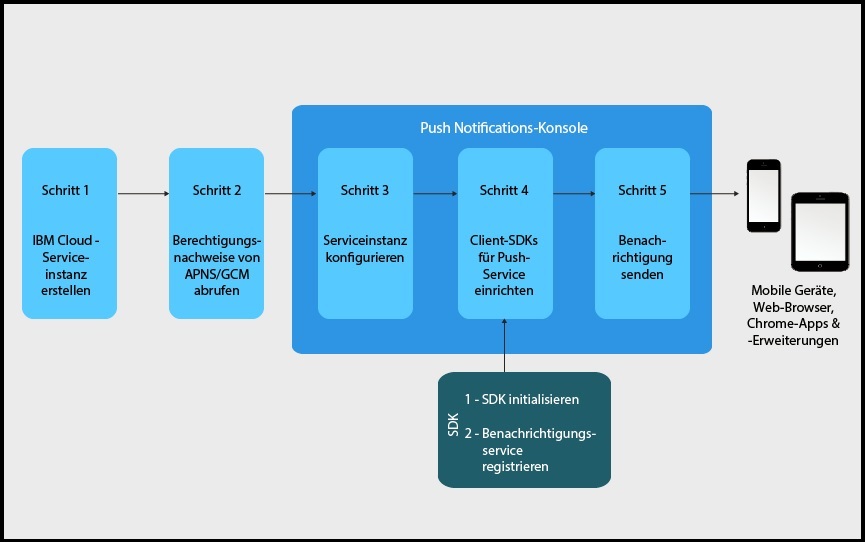 Push Notifications-Konsole
Schritt 1
IBM Cloud -
Service-
instanz
erstellen
Schritt 2
Berechtigungs-
nachweise von
APNS/GCM
abrufen
Schritt 3
Serviceinstanz
konfigurieren
Schritt 4
Client-SDKs
für Push-
Service
einrichten
Schritt 5
Benach-
richtigung
senden
Mobile Geräte,
Web-Browser,
Chrome-Apps &
-Erweiterungen
SDK
1 - SDK initialisieren
2 - Benachrichtigungs-
service
registrieren